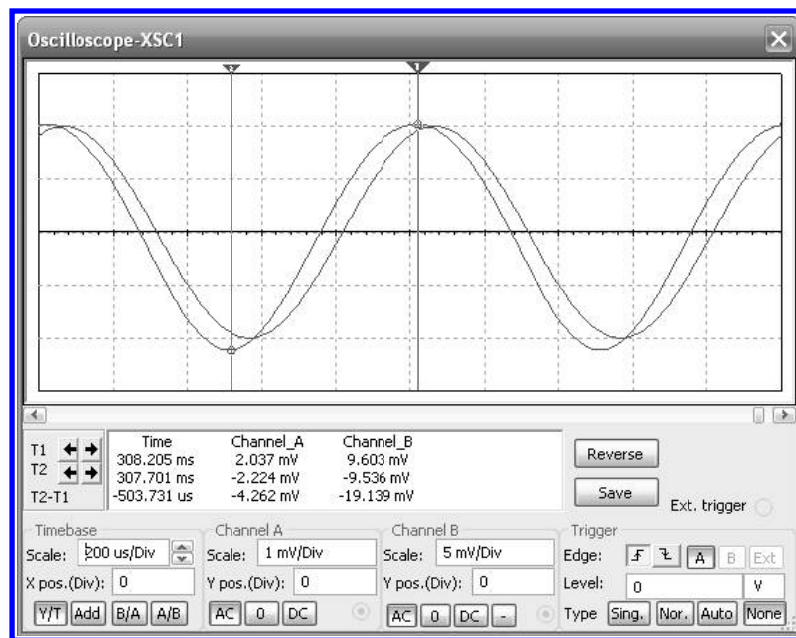 Oscilloscope-XSC1
2 1
T1 Time Channel_A Channel_B
T2 308.205 ms 2.037 mV 9.603 mV
307.701 ms -2.224 mV -9.536 mV
T2-T1 -503.731 us -4.262 mV -19.139 mV
Reverse
Save
Ext. trigger
Timebase
Scale: 200 us/Div
X pos.(Div): 0
Y/T Add B/A A/B
Channel A
Scale: 1 mV/Div
Y pos.(Div): 0
AC 0 DC
Channel B
Scale: 5 mV/Div
Y pos.(Div): 0
AC 0 DC -
Trigger
Edge: A B Ext
Level: 0 V
Type Sing. Nor. Auto None